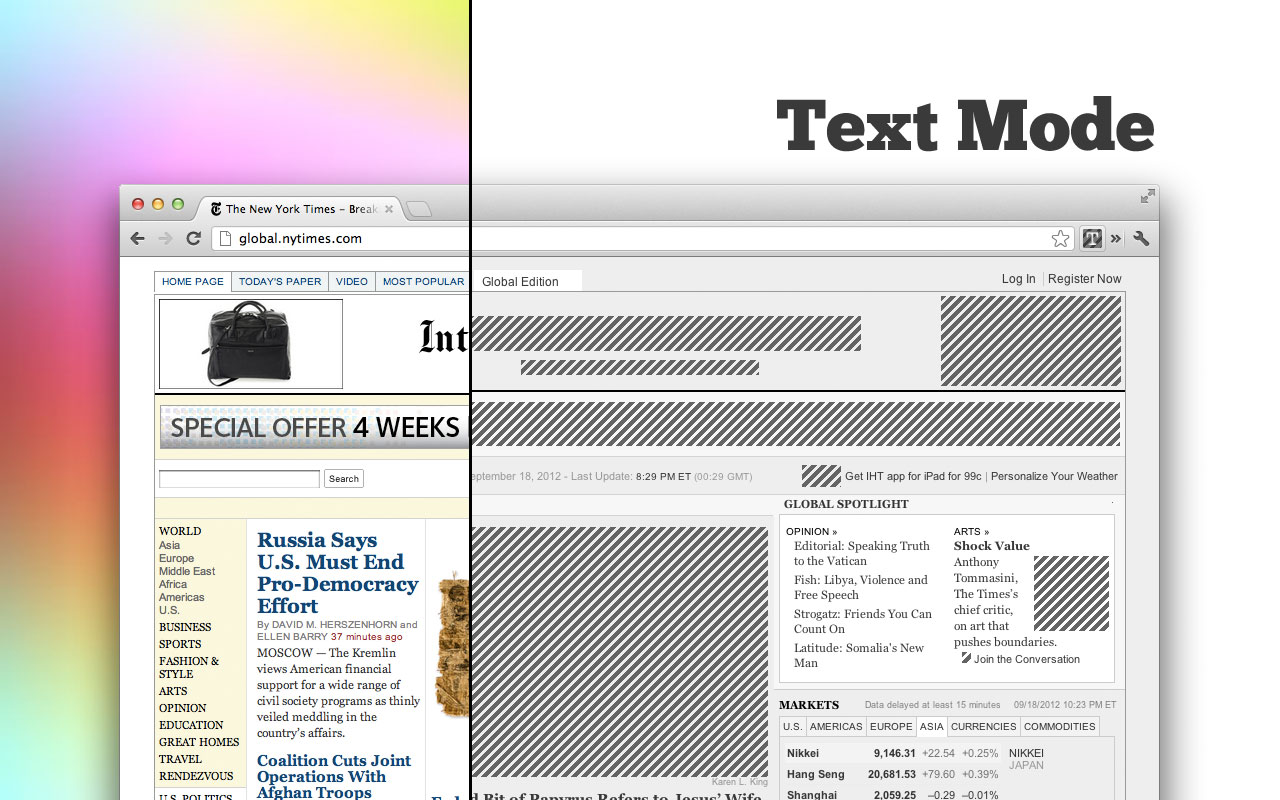 Text Mode
The New York Times – Break
global.nytimes.com
HOME PAGE TODAY'S PAPER VIDEO MOST POPULAR Global Edition
Log In Register Now
Int
SPECIAL OFFER 4 WEEKS
Search
18, 2012 - Last Update: 8:29 PM ET (00:29 GMT)
Get IHT app for iPad for 99c | Personalize Your Weather
WORLD
Asia
Europe
Middle East
Africa
Americas
U.S.
BUSINESS
SPORTS
FASHION &
STYLE
ARTS
OPINION
EDUCATION
GREAT HOMES
TRAVEL
RENDEZVOUS
U.S. POLITICS
Russia Says
U.S. Must End
Pro-Democracy
Effort
By DAVID M. HERSZENHORN and
ELLEN BARRY 37 minutes ago
MOSCOW — The Kremlin
views American financial
support for a wide range of
civil society programs as thinly
veiled meddling in the
country's affairs.
Coalition Cuts Joint
Operations With
Afghan Troops
Karen L. King
Bit of Papyrus Refers to Jesus' Wife
GLOBAL SPOTLIGHT
OPINION »
Editorial: Speaking Truth
to the Vatican
Fish: Libya, Violence and
Free Speech
Strogatz: Friends You Can
Count On
Latitude: Somalia's New
Man
ARTS »
Shock Value
Anthony
Tommasini,
The Times's
chief critic,
on art that
pushes boundaries.
Join the Conversation
MARKETS Data delayed at least 15 minutes 09/18/2012 10:23 PM ET
U.S. AMERICAS EUROPE ASIA CURRENCIES COMMODITIES
Nikkei 9,146.31 +22.54 +0.25% NIKKEI
JAPAN
Hang Seng 20,681.53 +79.60 +0.39%
Shanghai 2,059.25 –0.29 –0.01%